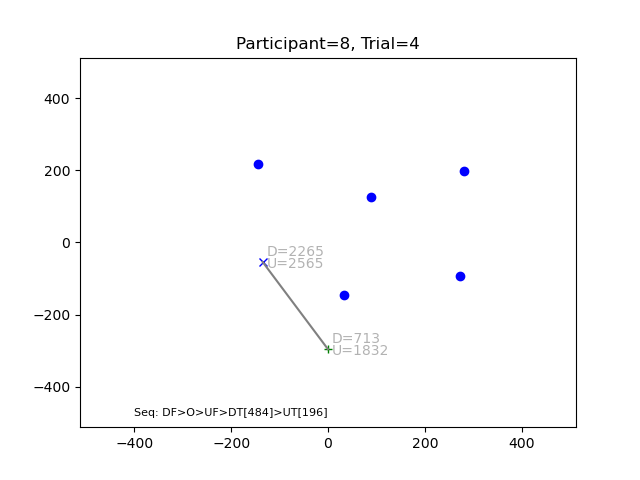 Participant=8, Trial=4
400
200
0
−200
−400
D=2265
U=2565
D=713
U=1832
Seq: DF>O>UF>DT[484]>UT[196]
−400
−200
0
200
400